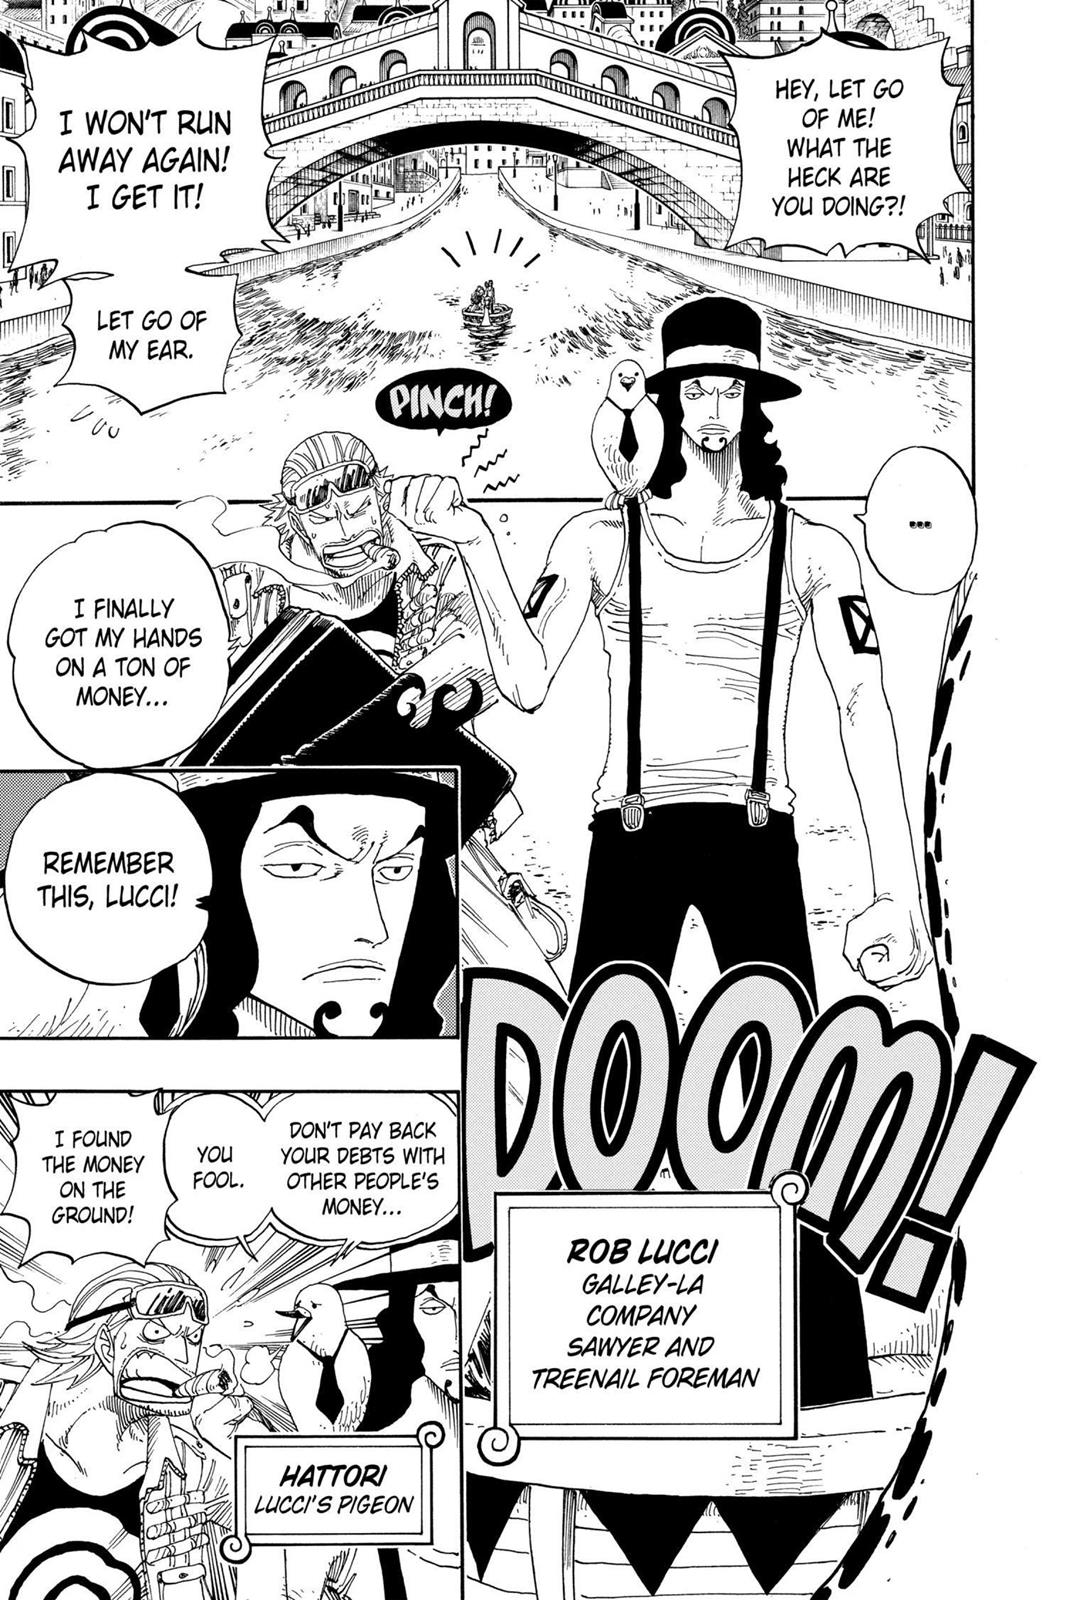 HEY, LET GO
OF ME!
WHAT THE
HECK ARE
YOU DOING?!
I WON'T RUN
AWAY AGAIN!
I GET IT!
LET GO OF
MY EAR.
PINCH!
...
I FINALLY
GOT MY HANDS
ON A TON OF
MONEY...
DOOM!
ROB LUCCI
GALLEY-LA
COMPANY
SAWYER AND
TREENAIL FOREMAN
REMEMBER
THIS, LUCCI!
DON'T PAY BACK
YOUR DEBTS WITH
OTHER PEOPLE'S
MONEY...
YOU
FOOL.
I FOUND
THE MONEY
ON THE
GROUND!
HATTORI
LUCCI'S PIGEON